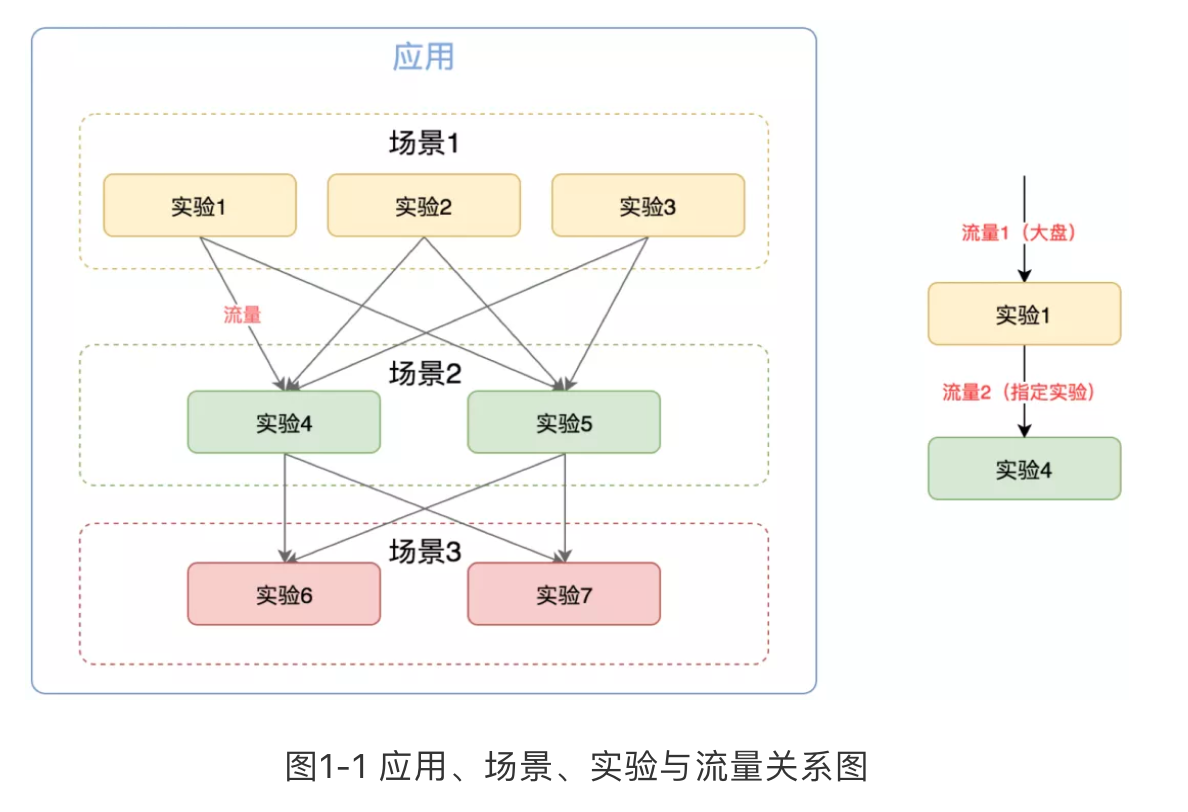 应用
场景1
实验1
实验2
实验3
流量
场景2
实验4
实验5
场景3
实验6
实验7
流量1（大盘）
实验1
流量2（指定实验）
实验4
图1-1 应用、场景、实验与流量关系图